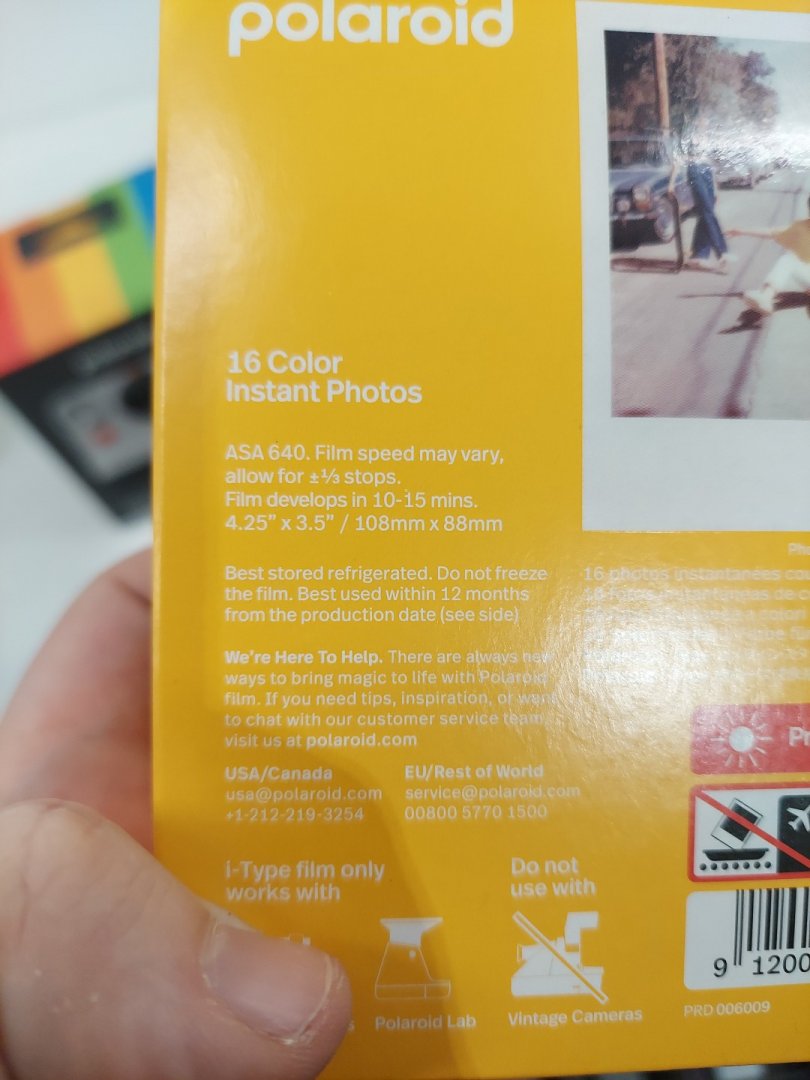 polaroid
16 Color
Instant Photos
ASA 640. Film speed may vary,
allow for ±⅓ stops.
Film develops in 10-15 mins.
4.25” x 3.5” / 108mm x 88mm
Best stored refrigerated. Do not freeze
the film. Best used within 12 months
from the production date (see side)
We're Here To Help. There are always new
ways to bring magic to life with Polaroid
film. If you need tips, inspiration, or want
to chat with our customer service team,
visit us at polaroid.com
USA/Canada
usa@polaroid.com
+1-212-219-3254
EU/Rest of World
service@polaroid.com
00800 5770 1500
i-Type film only
works with
Polaroid Lab
Do not
use with
Vintage Cameras
16 photos instantanées
9 1200
PRD 006009